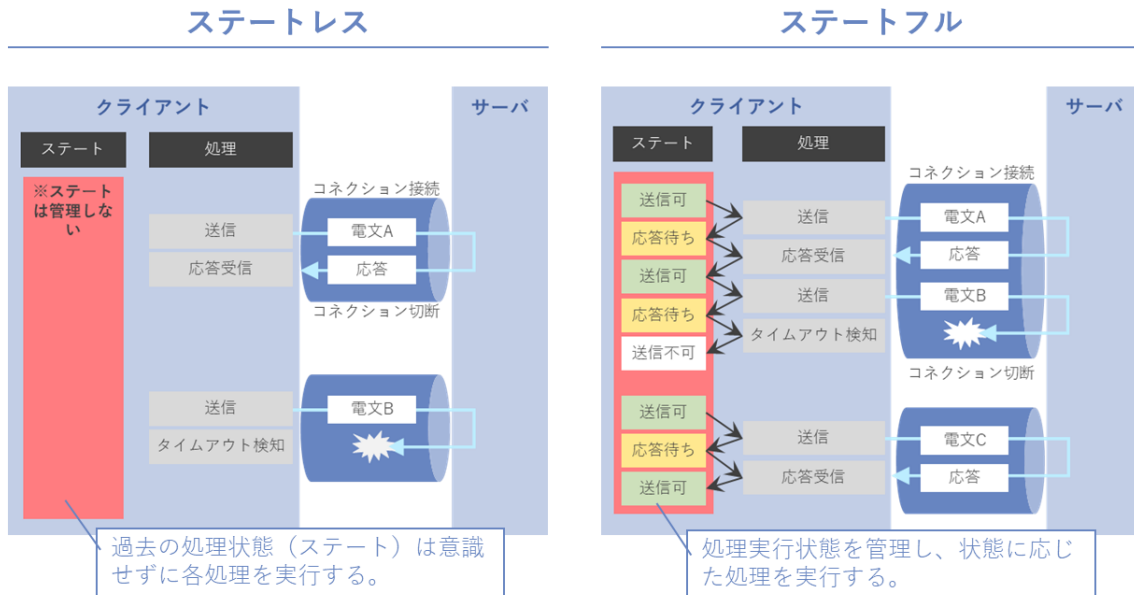 ステートレス
クライアント
サーバ
ステート
処理
※ステート
は管理しな
い
コネクション接続
送信
電文A
応答受信
応答
コネクション切断
送信
電文B
タイムアウト検知
過去の処理状態（ステート）は意識
せずに各処理を実行する。
ステートフル
クライアント
サーバ
ステート
処理
コネクション接続
送信可
送信
電文A
応答待ち
応答受信
応答
送信可
送信
電文B
応答待ち
タイムアウト検知
送信不可
コネクション切断
送信可
送信
電文C
応答待ち
応答受信
応答
送信可
処理実行状態を管理し、状態に応じ
た処理を実行する。